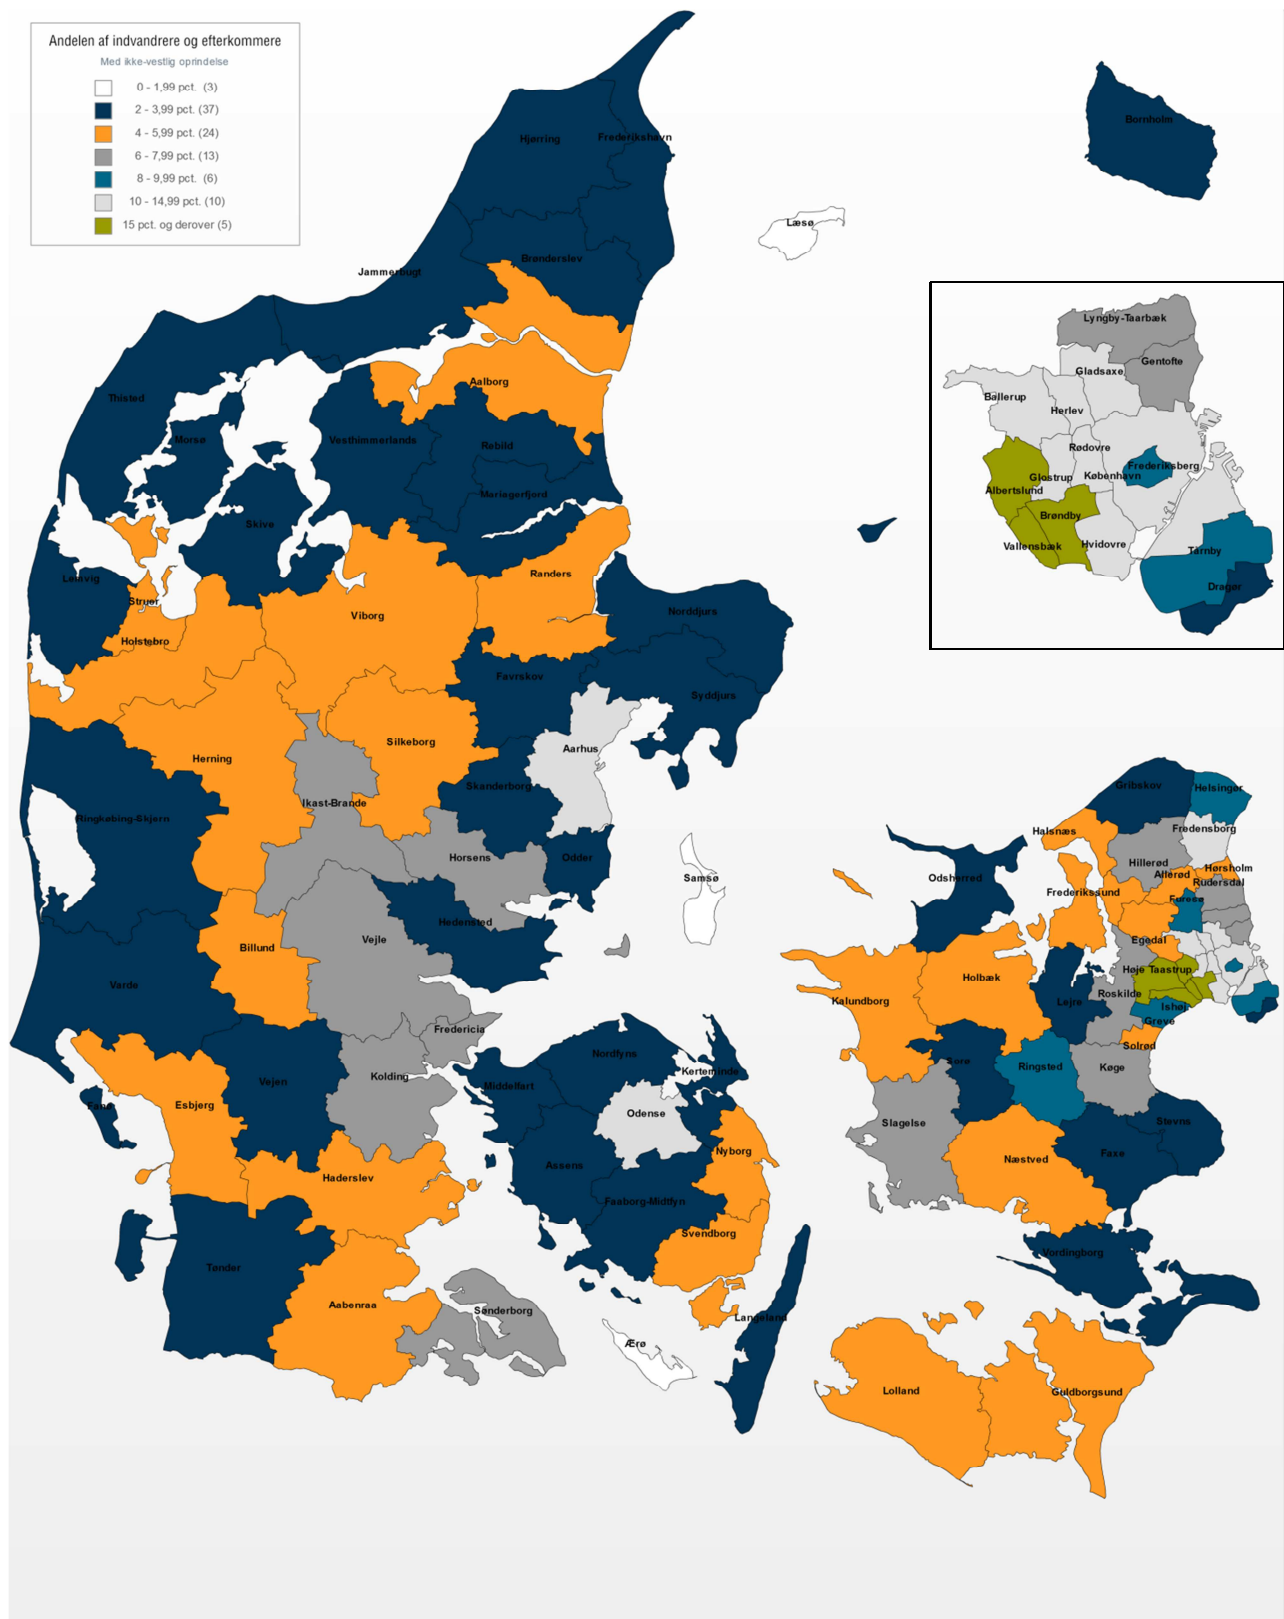 Andelen af indvandrere og efterkommere
Med ikke-vestlig oprindelse
0 - 1,99 pct. (3)
2 - 3,99 pct. (37)
4 - 5,99 pct. (24)
6 - 7,99 pct. (13)
8 - 9,99 pct. (6)
10 - 14,99 pct. (10)
15 pct. og derover (5)
Bornholm
Hjørring
Frederikshavn
Læsø
Brønderslev
Jammerbugt
Lyngby-Taarbæk
Gentofte
Gladsaxe
Ballerup
Herlev
Rødovre
Frederiksberg
København
Glostrup
Albertslund
Brøndby
Vallensbæk
Hvidovre
Tårnby
Dragør
Aalborg
Thisted
Morsø
Vesthimmerlands
Rebild
Mariagerfjord
Skive
Lemvig
Struer
Holstebro
Viborg
Randers
Norddjurs
Favrskov
Syddjurs
Silkeborg
Aarhus
Herning
Skanderborg
Ikast-Brande
Ringkøbing-Skjern
Horsens
Odder
Samsø
Hedensted
Vejle
Billund
Varde
Fredericia
Kolding
Vejen
Esbjerg
Fanø
Haderslev
Tønder
Aabenraa
Sønderborg
Nordfyns
Kerteminde
Middelfart
Odense
Assens
Nyborg
Faaborg-Midtfyn
Svendborg
Langeland
Ærø
Gribskov
Helsingør
Halsnæs
Fredensborg
Hillerød
Hørsholm
Allerød
Rudersdal
Odsherred
Frederikssund
Furesø
Egedal
Høje Taastrup
Holbæk
Roskilde
Kalundborg
Lejre
Ishøj
Greve
Solrød
Sorø
Ringsted
Køge
Slagelse
Stevns
Faxe
Næstved
Vordingborg
Lolland
Guldborgsund